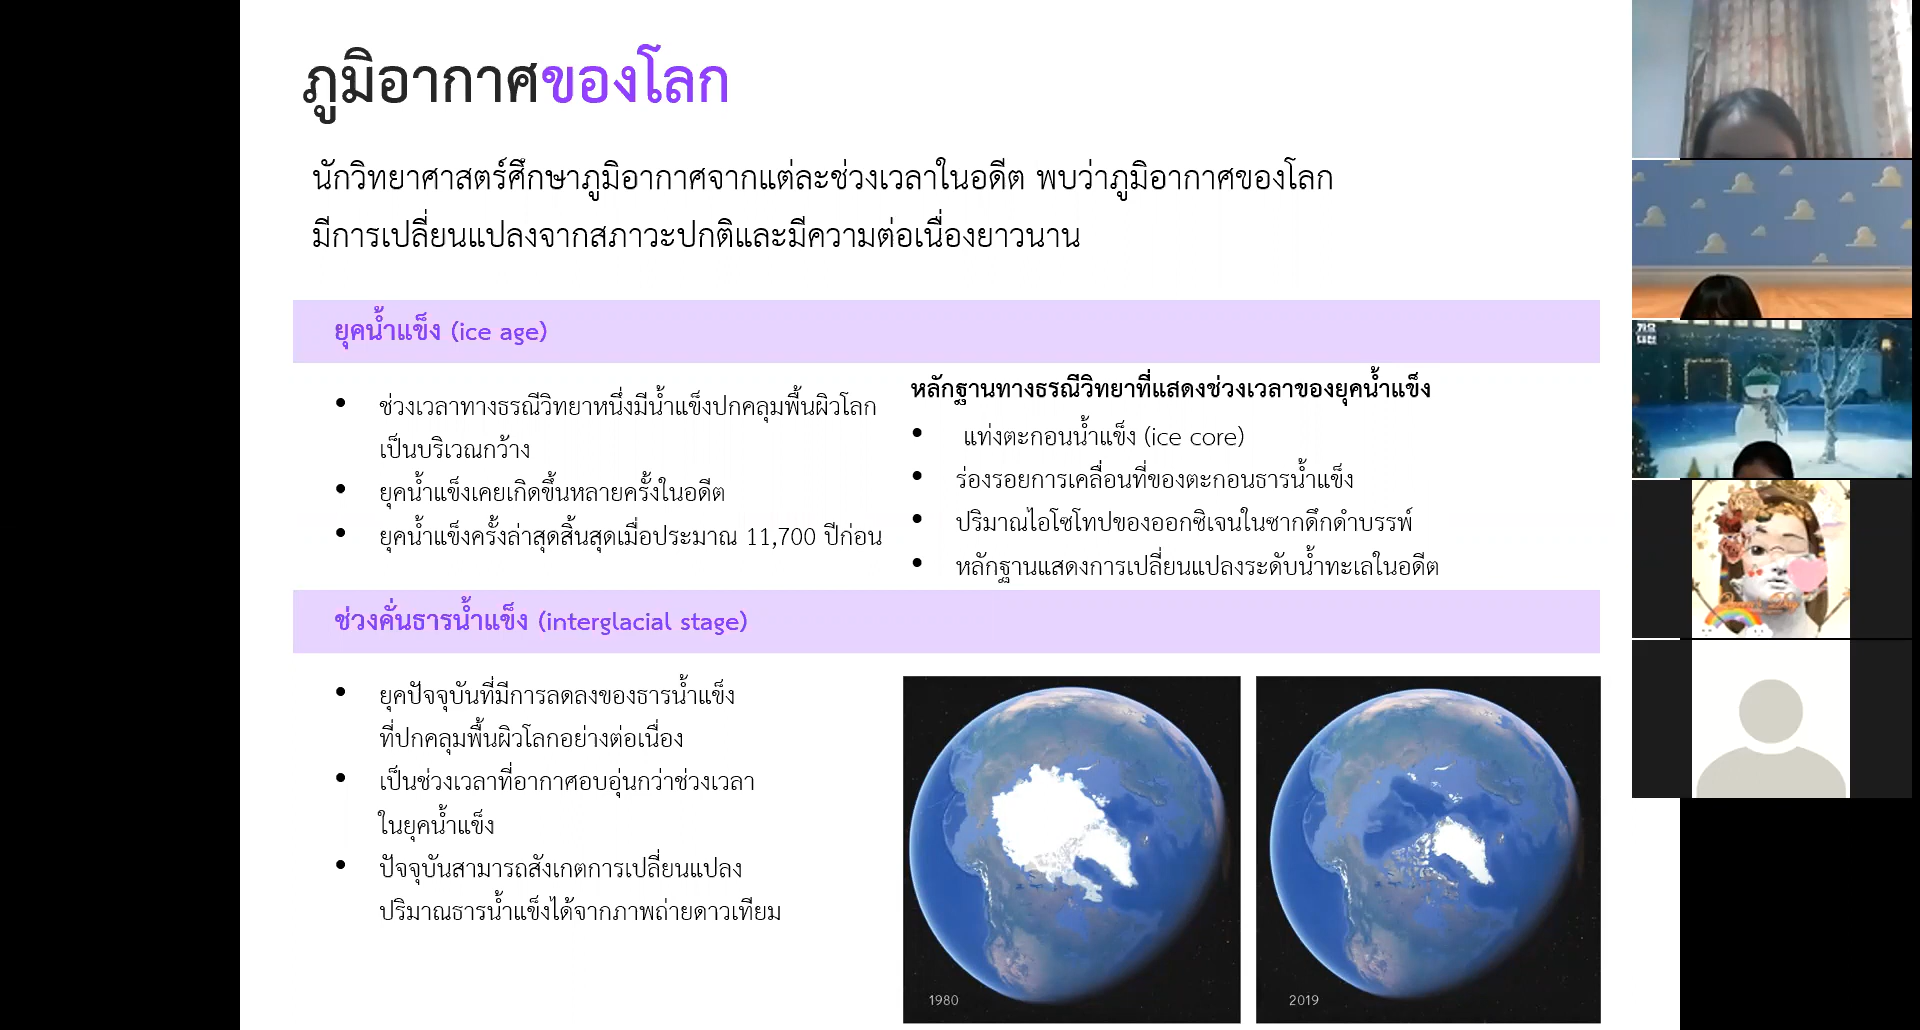 ภูมิอากาศของโลก
นักวิทยาศาสตร์ศึกษาภูมิอากาศจากแต่ละช่วงเวลาในอดีต พบว่าภูมิอากาศของโลก
มีการเปลี่ยนแปลงจากสภาวะปกติและมีความต่อเนื่องยาวนาน
ยุคน้ำแข็ง (ice age)
• ช่วงเวลาทางธรณีวิทยาหนึ่งมีน้ำแข็งปกคลุมพื้นผิวโลก
เป็นบริเวณกว้าง
• ยุคน้ำแข็งเคยเกิดขึ้นหลายครั้งในอดีต
• ยุคน้ำแข็งครั้งล่าสุดสิ้นสุดเมื่อประมาณ 11,700 ปีก่อน
หลักฐานทางธรณีวิทยาที่แสดงช่วงเวลาของยุคน้ำแข็ง
• แท่งตะกอนน้ำแข็ง (ice core)
• ร่องรอยการเคลื่อนที่ของตะกอนธารน้ำแข็ง
• ปริมาณไอโซโทปของออกซิเจนในซากดึกดำบรรพ์
• หลักฐานแสดงการเปลี่ยนแปลงระดับน้ำทะเลในอดีต
ช่วงคั่นธารน้ำแข็ง (interglacial stage)
• ยุคปัจจุบันที่มีการลดลงของธารน้ำแข็ง
ที่ปกคลุมพื้นผิวโลกอย่างต่อเนื่อง
• เป็นช่วงเวลาที่อากาศอบอุ่นกว่าช่วงเวลา
ในยุคน้ำแข็ง
• ปัจจุบันสามารถสังเกตการเปลี่ยนแปลง
ปริมาณธารน้ำแข็งได้จากภาพถ่ายดาวเทียม
1980
2019
가요
대전